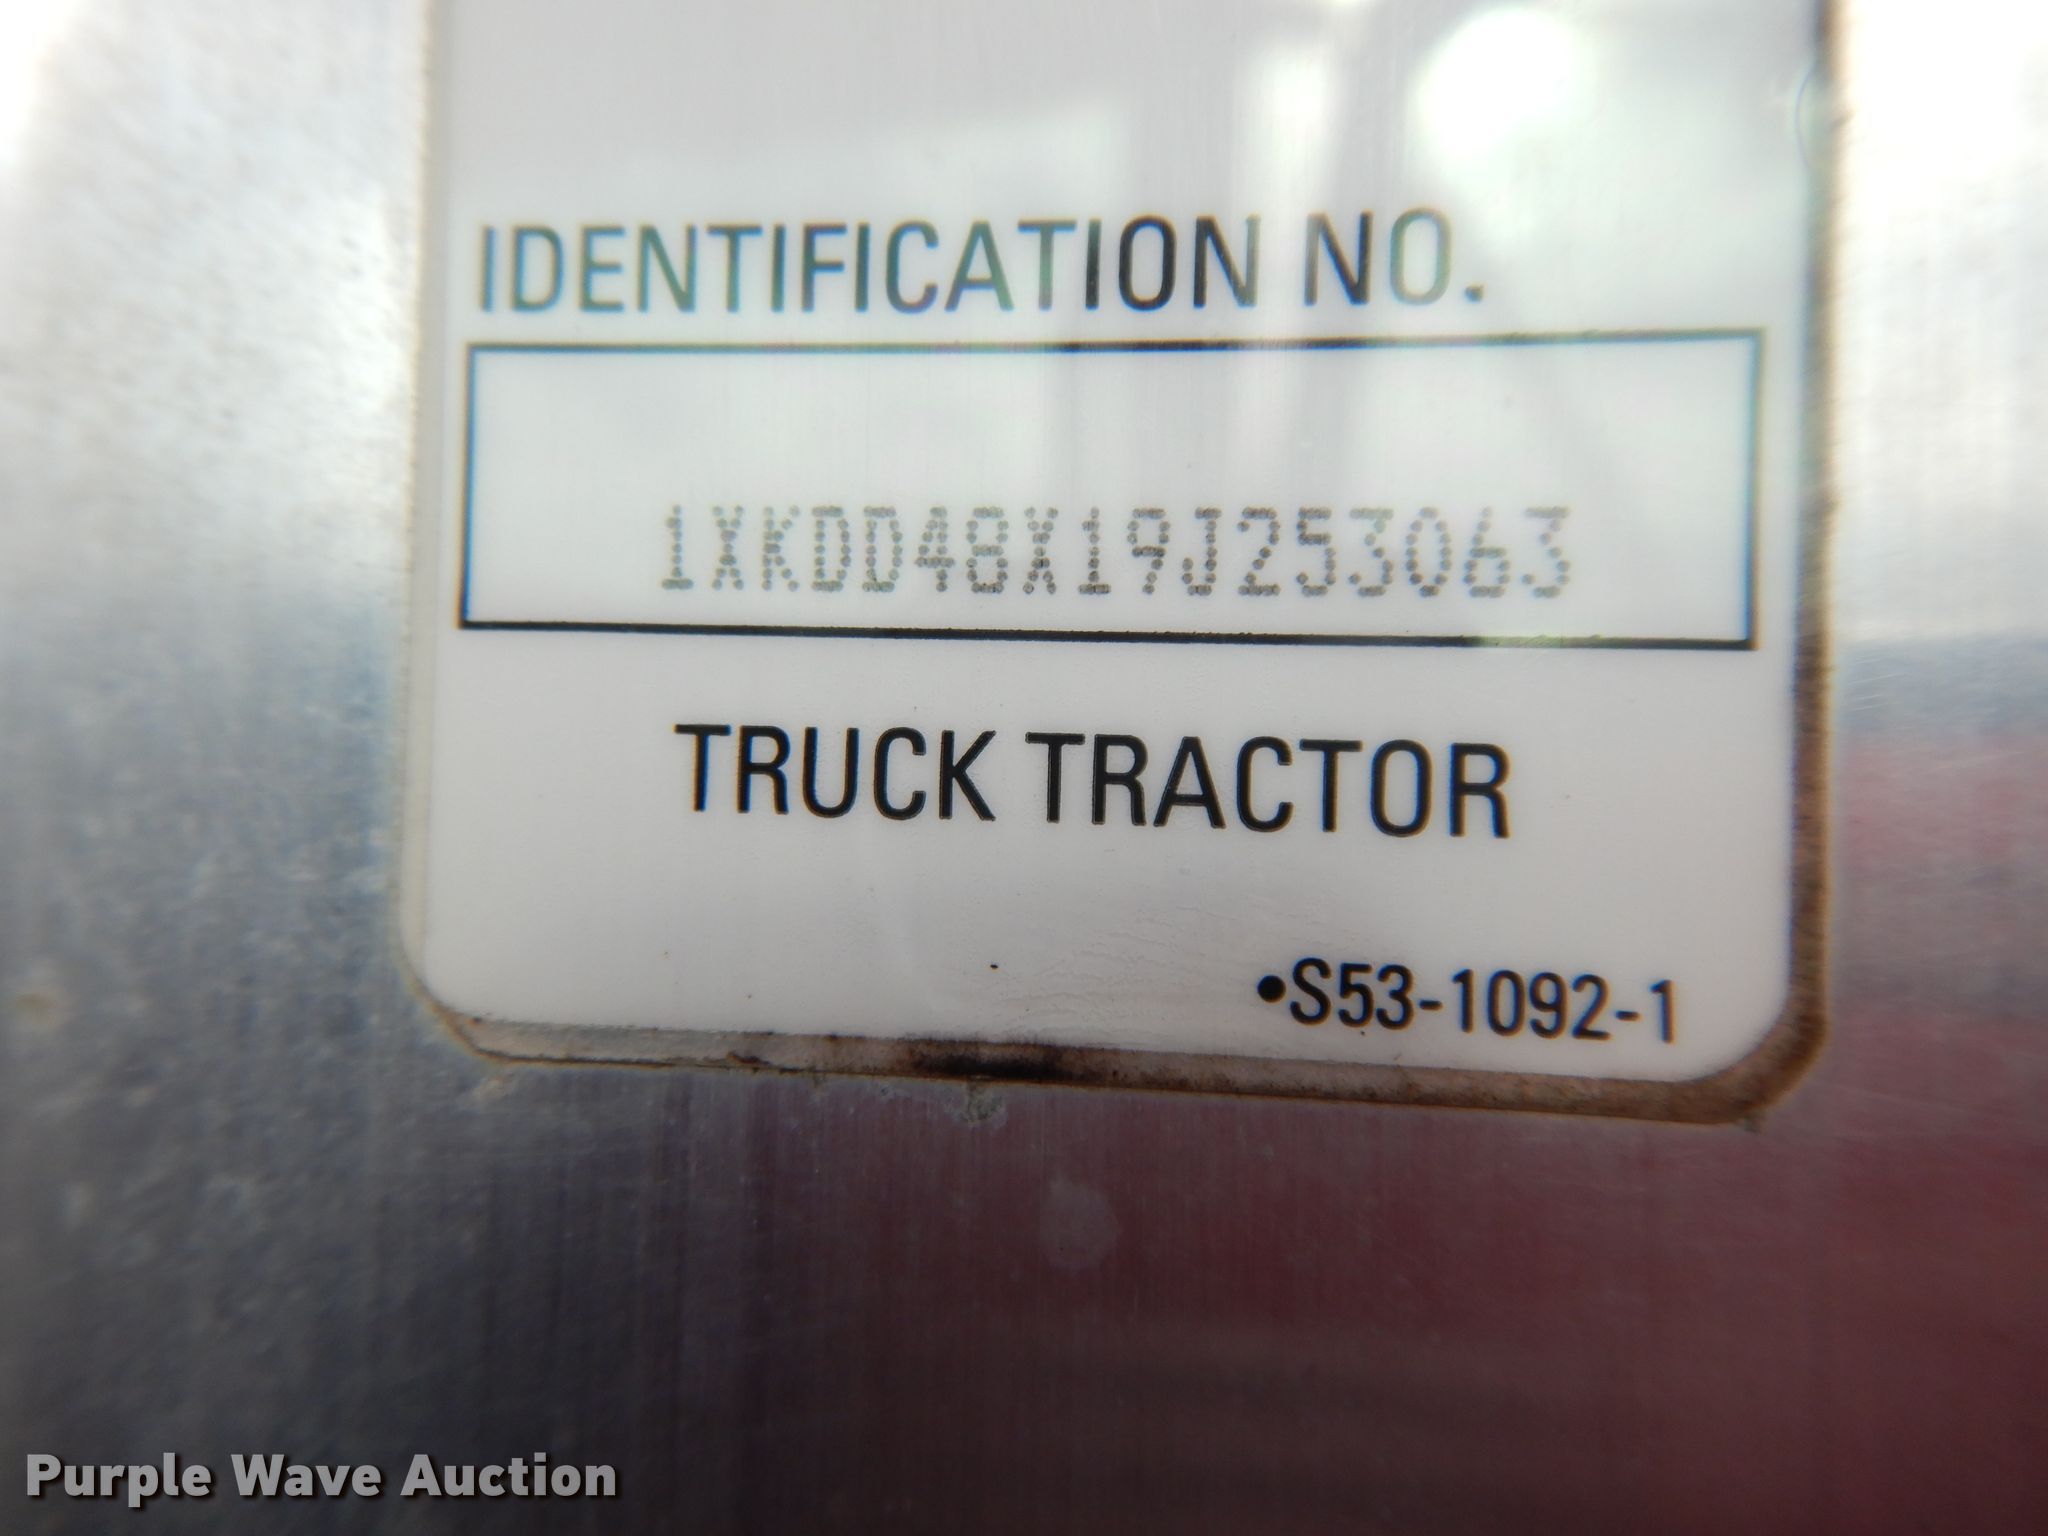 IDENTIFICATION NO.
1XKDD48X19J253063
TRUCK TRACTOR
•S53-1092-1
Purple Wave Auction